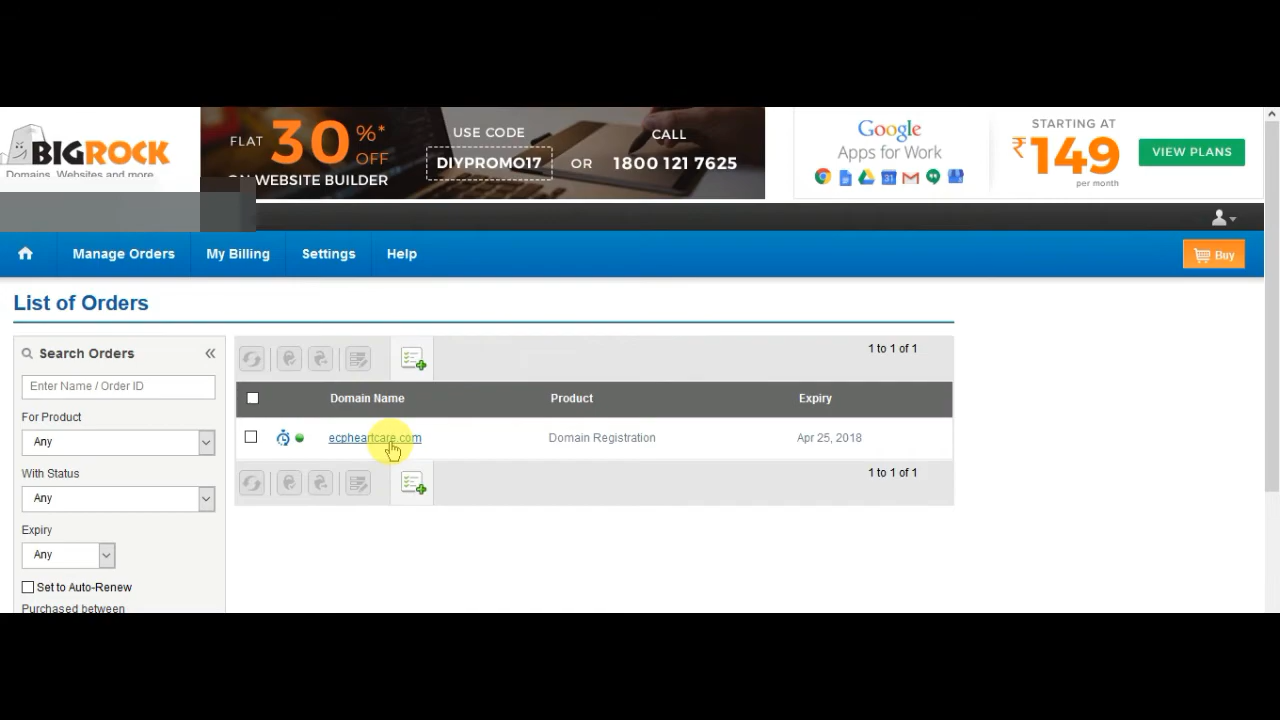 BIGROCK
Domains, Websites and more
FLAT 30%* OFF
ON WEBSITE BUILDER
USE CODE
DIYPROMO17
OR
CALL
1800 121 7625
Google
Apps for Work
31
STARTING AT
₹149
per month
VIEW PLANS
Manage Orders
My Billing
Settings
Help
Buy
List of Orders
Search Orders
Enter Name / Order ID
For Product
Any
With Status
Any
Expiry
Any
Set to Auto-Renew
Purchased between
1 to 1 of 1
Domain Name
Product
Expiry
ecpheartcare.com
Domain Registration
Apr 25, 2018
1 to 1 of 1